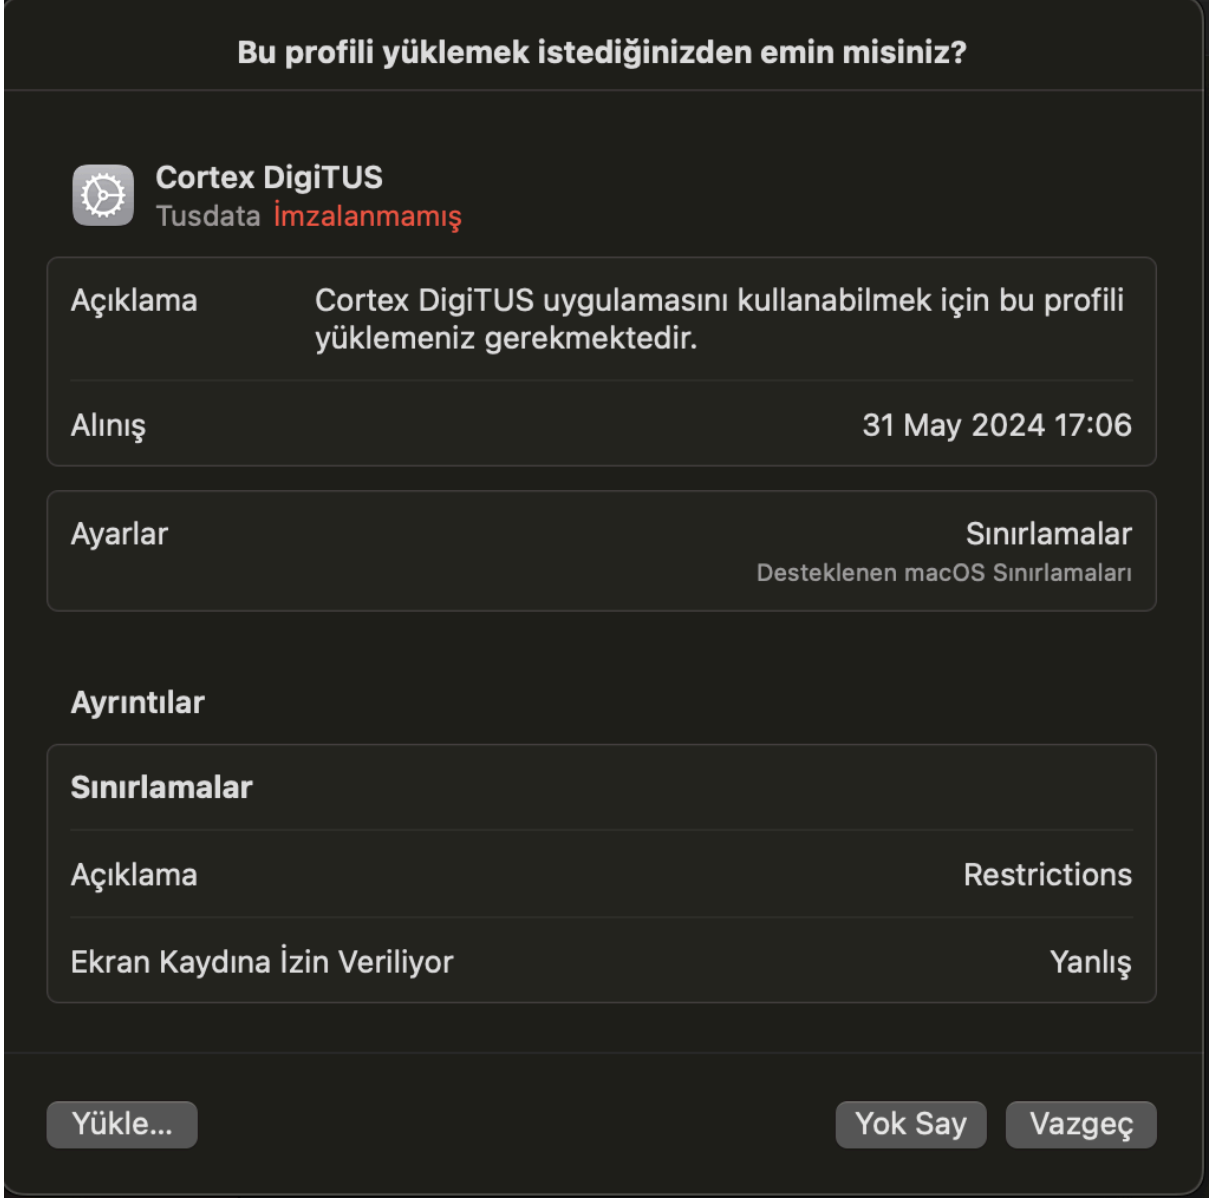 Bu profili yüklemek istediğinizden emin misiniz?
Cortex DigiTUS
Tusdata İmzalanmamış
Açıklama Cortex DigiTUS uygulamasını kullanabilmek için bu profili
yüklemeniz gerekmektedir.
Alınış 31 May 2024 17:06
Ayarlar Sınırlamalar
Desteklenen macOS Sınırlamaları
Ayrıntılar
Sınırlamalar
Açıklama Restrictions
Ekran Kaydına İzin Veriliyor Yanlış
Yükle... Yok Say Vazgeç